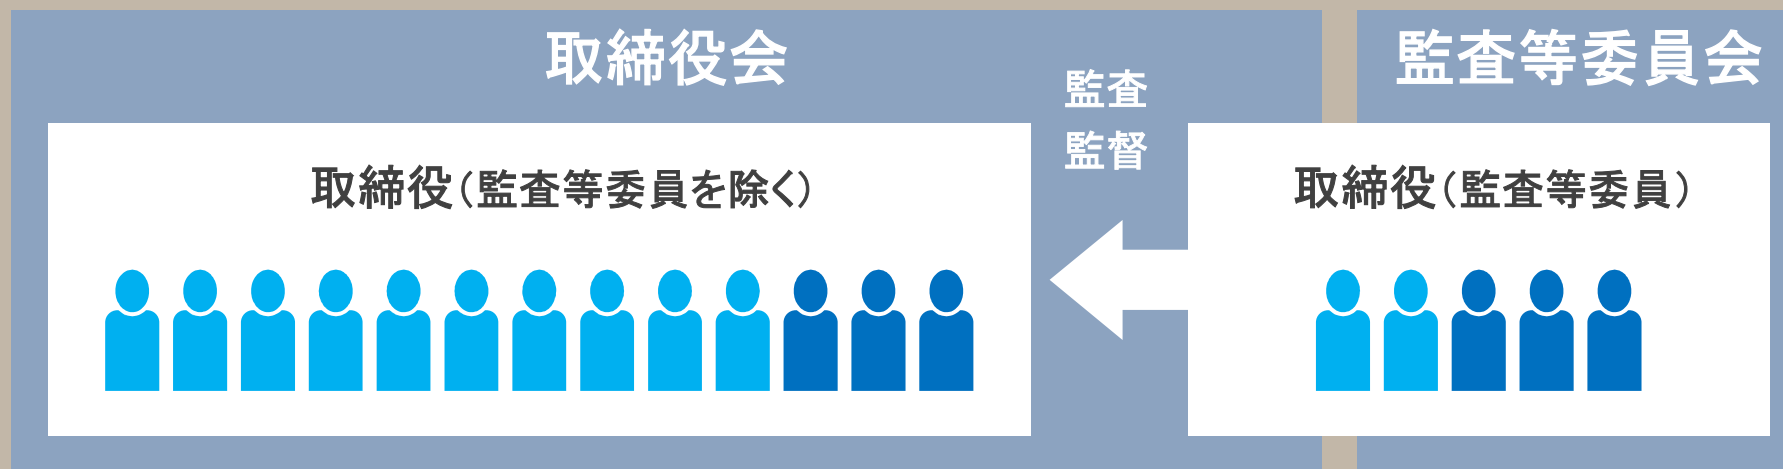 取締役会
監査
監督
監査等委員会
取締役（監査等委員を除く）
取締役（監査等委員）